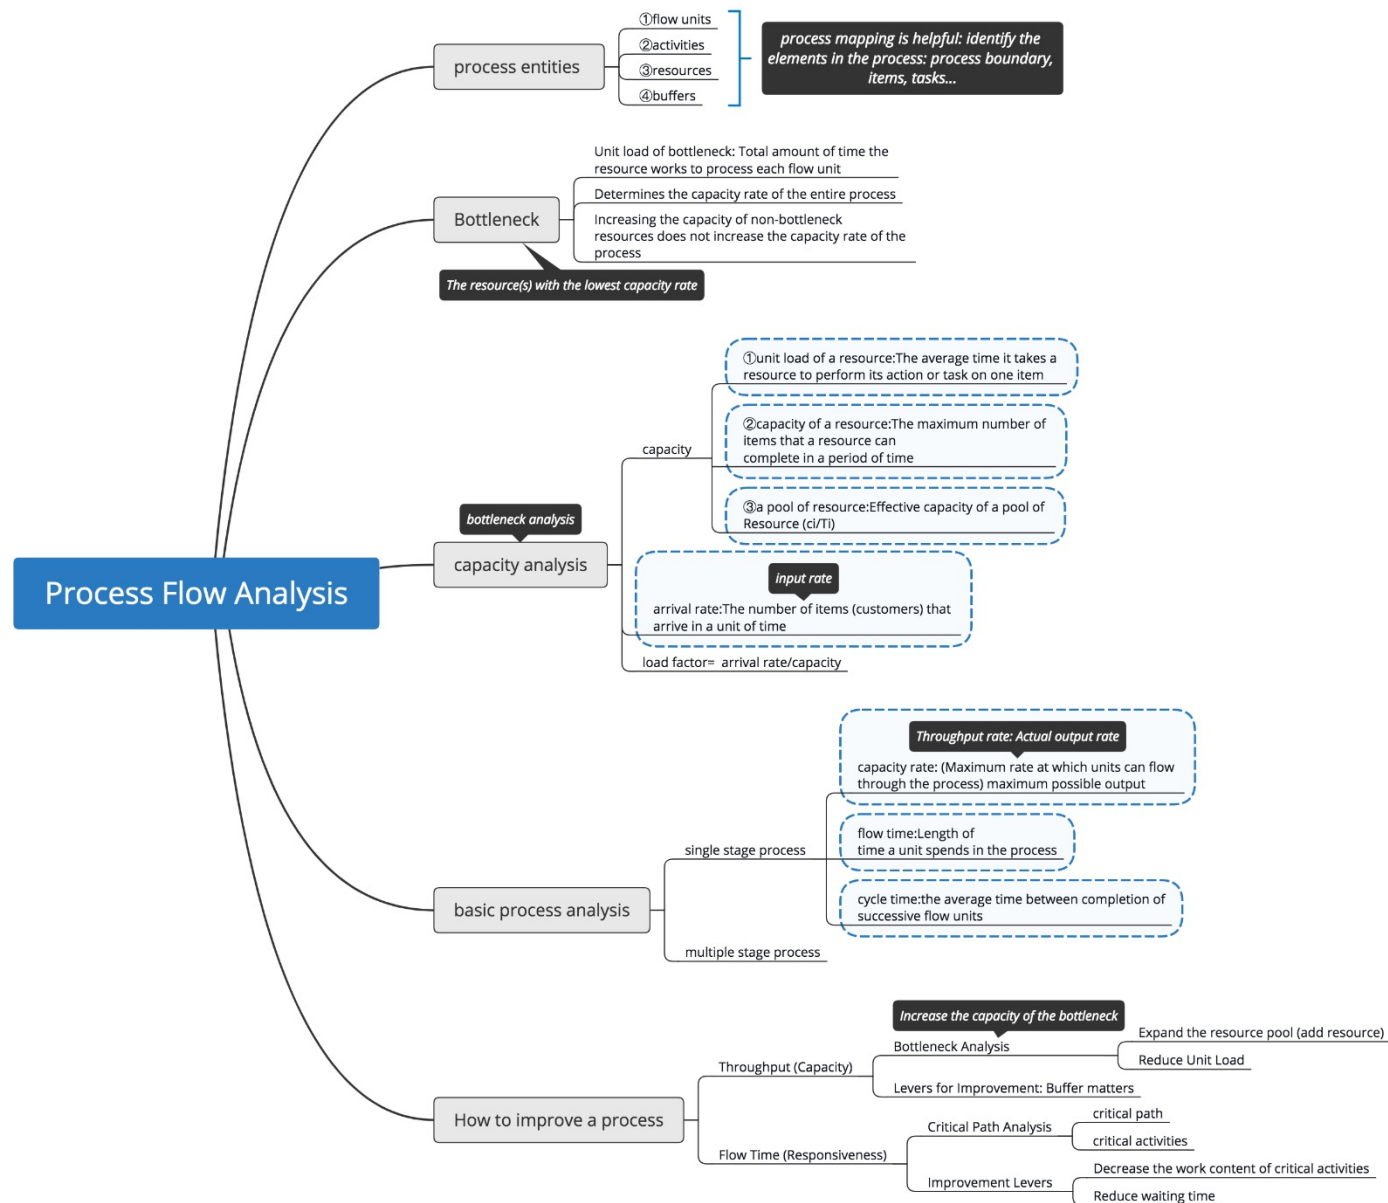 ①flow units
②activities
③resources
④buffers
process entities
process mapping is helpful: identify the
elements in the process: process boundary,
items, tasks...
Unit load of bottleneck: Total amount of time the
resource works to process each flow unit
Determines the capacity rate of the entire process
Increasing the capacity of non-bottleneck
resources does not increase the capacity rate of the
process
Bottleneck
The resource(s) with the lowest capacity rate
①unit load of a resource:The average time it takes a
resource to perform its action or task on one item
②capacity of a resource:The maximum number of
items that a resource can
complete in a period of time
③a pool of resource:Effective capacity of a pool of
Resource (ci/Ti)
capacity
bottleneck analysis
capacity analysis
input rate
arrival rate:The number of items (customers) that
arrive in a unit of time
load factor=  arrival rate/capacity
Process Flow Analysis
Throughput rate: Actual output rate
capacity rate: (Maximum rate at which units can flow
through the process) maximum possible output
flow time:Length of
time a unit spends in the process
cycle time:the average time between completion of
successive flow units
single stage process
basic process analysis
multiple stage process
Increase the capacity of the bottleneck
Bottleneck Analysis
Expand the resource pool (add resource)
Reduce Unit Load
Throughput (Capacity)
Levers for Improvement: Buffer matters
How to improve a process
Critical Path Analysis
critical path
critical activities
Flow Time (Responsiveness)
Improvement Levers
Decrease the work content of critical activities
Reduce waiting time